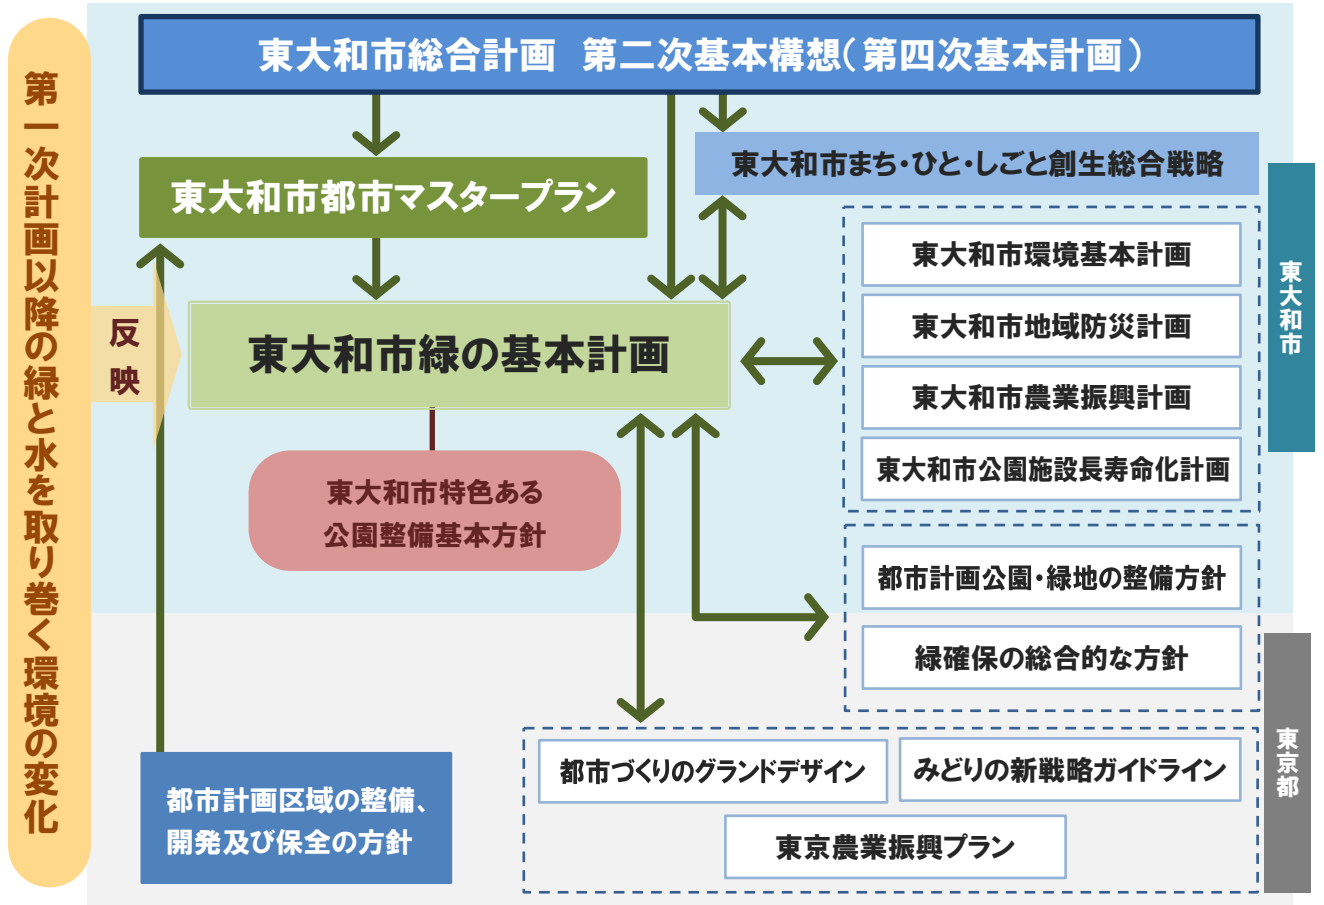 第一次計画以降の緑と水を取り巻く環境の変化
東大和市総合計画　第二次基本構想（第四次基本計画）
東大和市まち・ひと・しごと創生総合戦略
東大和市都市マスタープラン
東大和市
東大和市環境基本計画
東大和市地域防災計画
東大和市農業振興計画
東大和市公園施設長寿命化計画
反
映
東大和市緑の基本計画
東大和市特色ある
公園整備基本方針
都市計画公園・緑地の整備方針
緑確保の総合的な方針
東京都
都市づくりのグランドデザイン
みどりの新戦略ガイドライン
東京農業振興プラン
都市計画区域の整備、
開発及び保全の方針